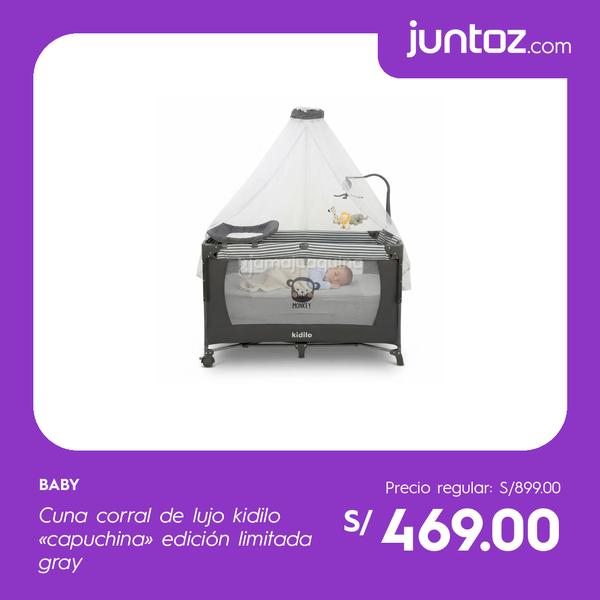 juntoz.com
MONKEY
kidilo
BABY
Cuna corral de lujo kidilo
«capuchina» edición limitada
gray
Precio regular: S/899.00
S/ 469.00